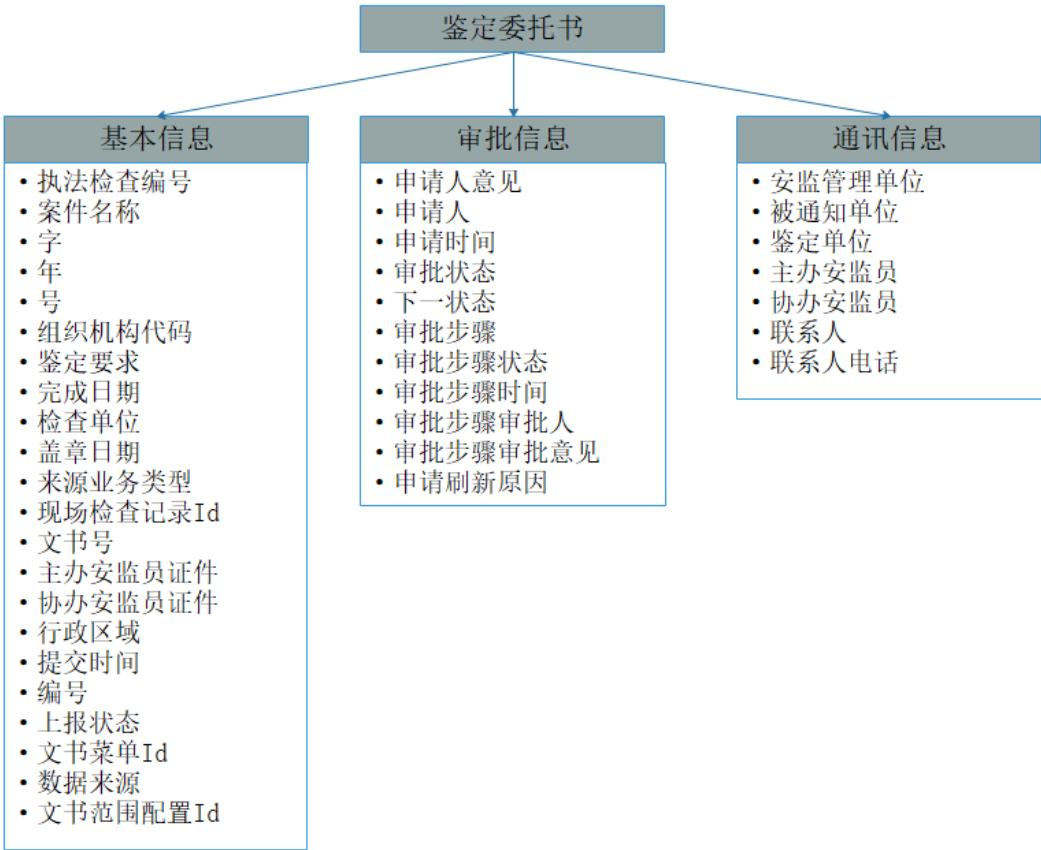 鉴定委托书
基本信息
• 执法检查编号
• 案件名称
• 字
• 年
• 号
• 组织机构代码
• 鉴定要求
• 完成日期
• 检查单位
• 盖章日期
• 来源业务类型
• 现场检查记录Id
• 文书号
• 主办安监员证件
• 协办安监员证件
• 行政区域
• 提交时间
• 编号
• 上报状态
• 文书菜单Id
• 数据来源
• 文书范围配置Id
审批信息
• 申请人意见
• 申请人
• 申请时间
• 审批状态
• 下一状态
• 审批步骤
• 审批步骤状态
• 审批步骤时间
• 审批步骤审批人
• 审批步骤审批意见
• 申请刷新原因
通讯信息
• 安监管理单位
• 被通知单位
• 鉴定单位
• 主办安监员
• 协办安监员
• 联系人
• 联系人电话